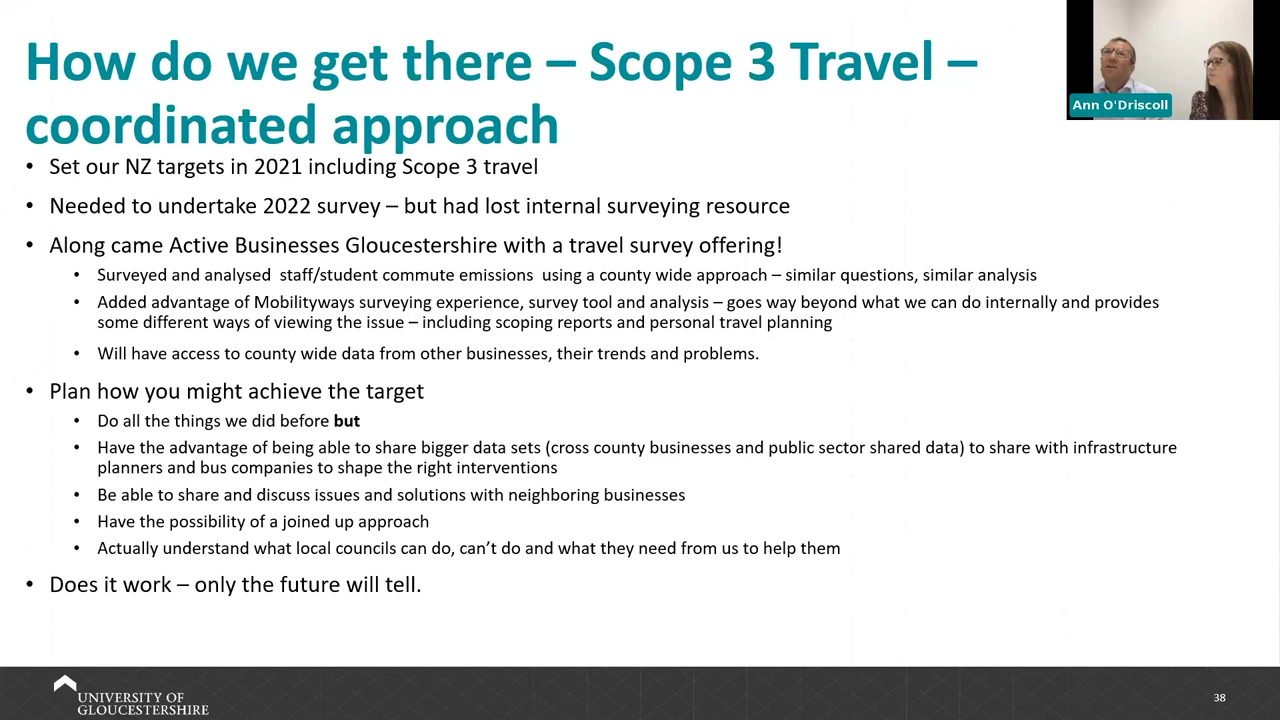 How do we get there – Scope 3 Travel –
coordinated approach
Ann O'Driscoll
• Set our NZ targets in 2021 including Scope 3 travel
• Needed to undertake 2022 survey – but had lost internal surveying resource
• Along came Active Businesses Gloucestershire with a travel survey offering!
• Surveyed and analysed staff/student commute emissions using a county wide approach – similar questions, similar analysis
• Added advantage of Mobilityways surveying experience, survey tool and analysis – goes way beyond what we can do internally and provides
some different ways of viewing the issue – including scoping reports and personal travel planning
• Will have access to county wide data from other businesses, their trends and problems.
• Plan how you might achieve the target
• Do all the things we did before but
• Have the advantage of being able to share bigger data sets (cross county businesses and public sector shared data) to share with infrastructure
planners and bus companies to shape the right interventions
• Be able to share and discuss issues and solutions with neighboring businesses
• Have the possibility of a joined up approach
• Actually understand what local councils can do, can't do and what they need from us to help them
• Does it work – only the future will tell.
UNIVERSITY OF
GLOUCESTERSHIRE
38